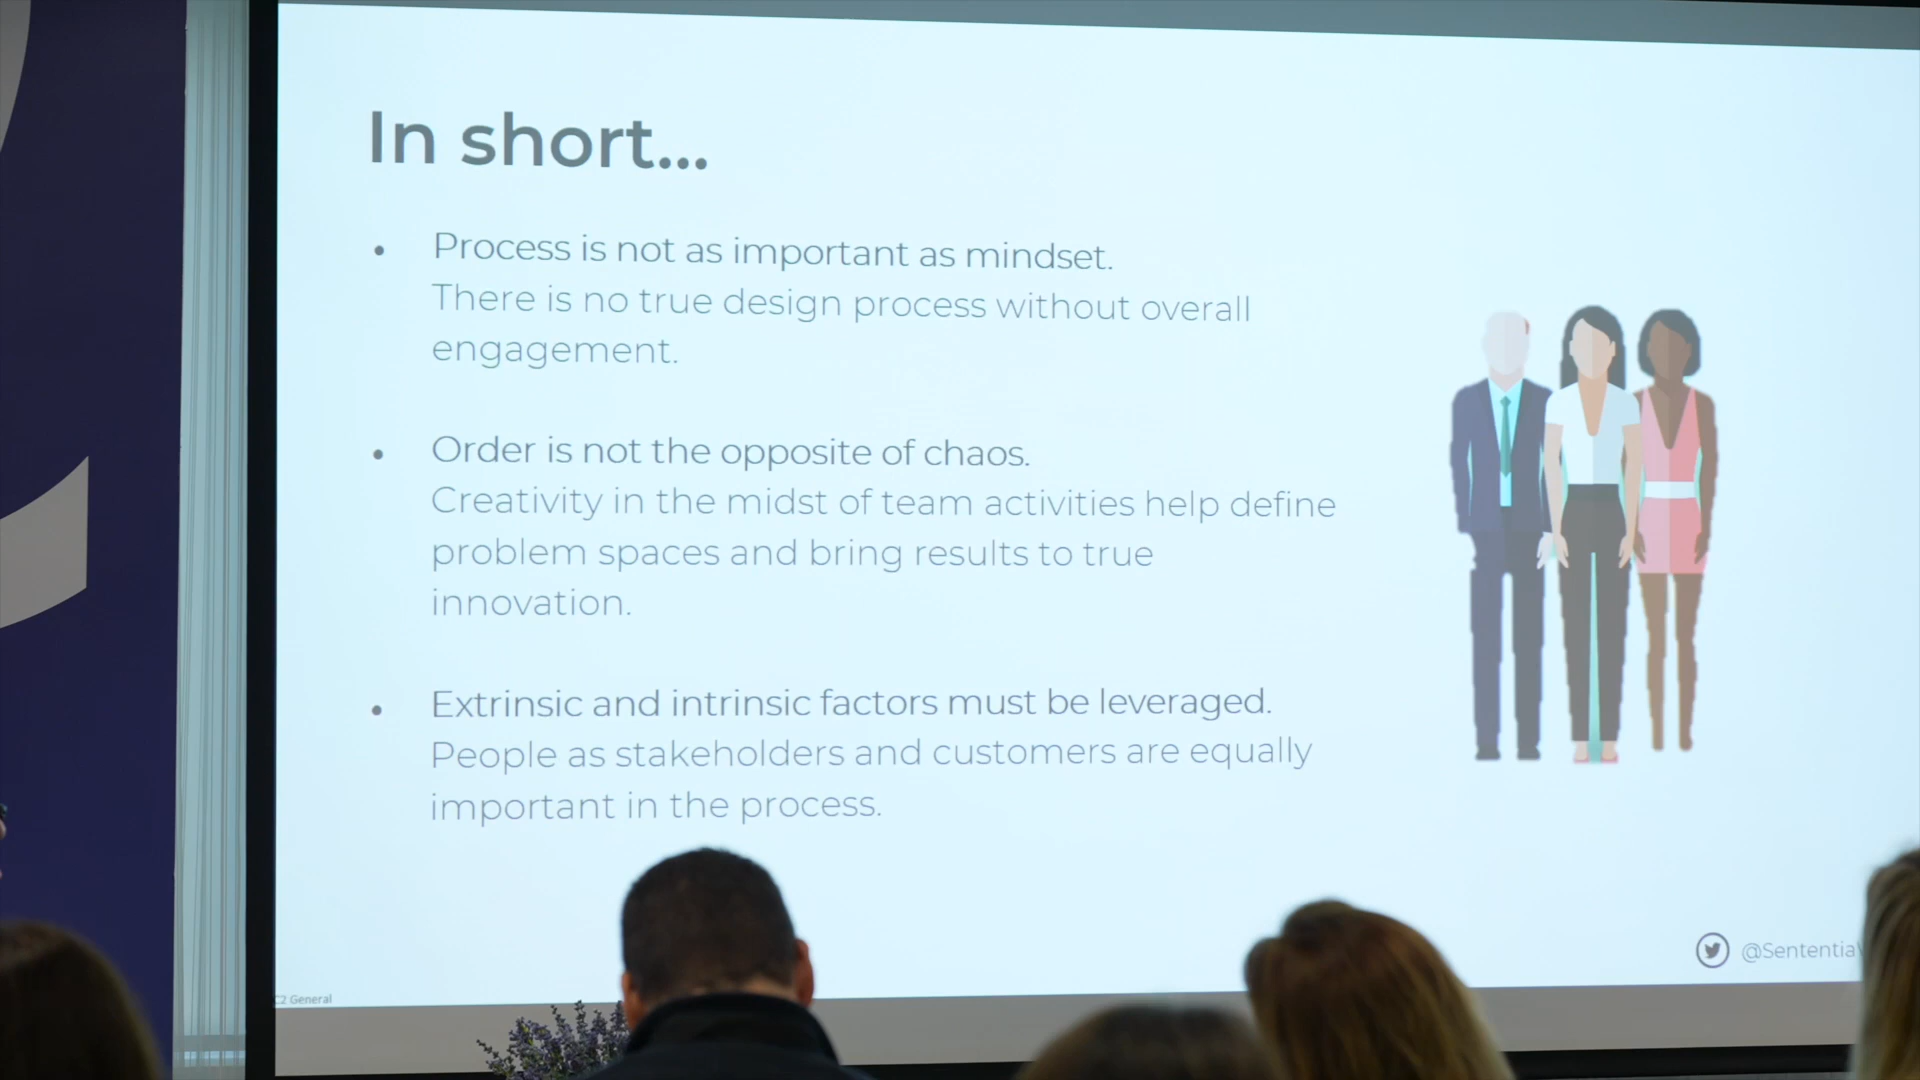 In short...
• Process is not as important as mindset.
There is no true design process without overall
engagement.
• Order is not the opposite of chaos.
Creativity in the midst of team activities help define
problem spaces and bring results to true
innovation.
• Extrinsic and intrinsic factors must be leveraged.
People as stakeholders and customers are equally
important in the process.
@Sententia
C2 General